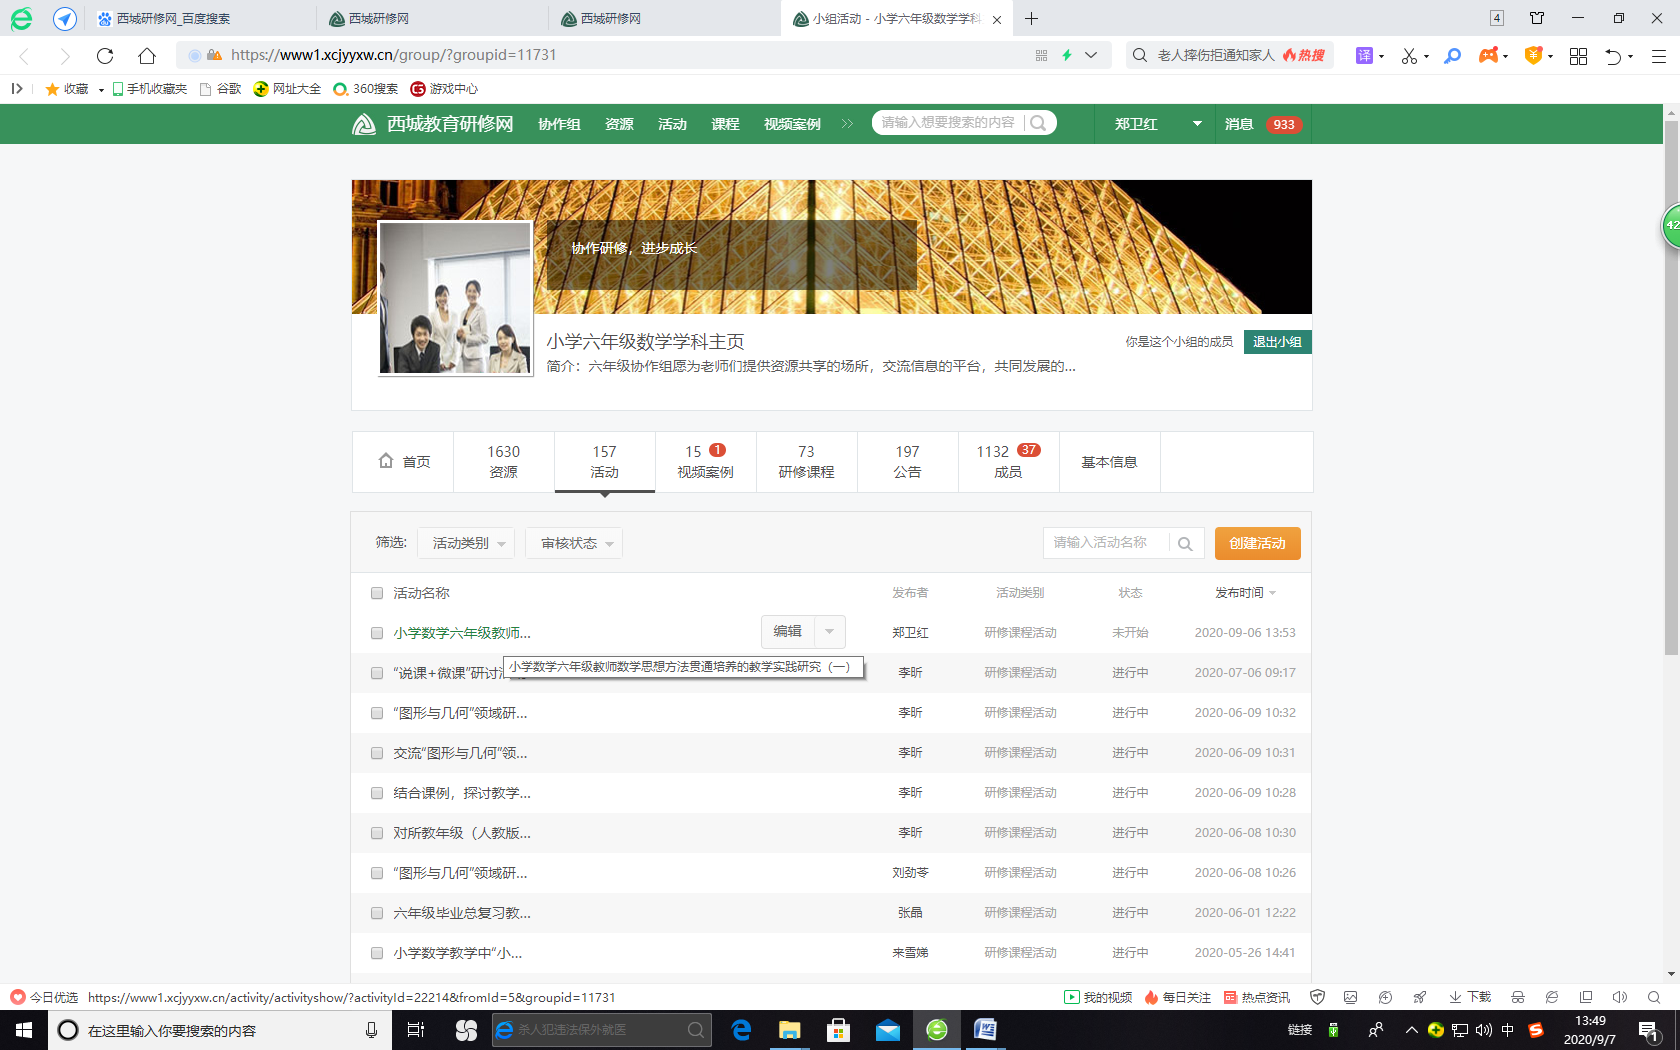 西城研修网_百度搜索
西城研修网
西城研修网
小组活动 - 小学六年级数学学科
4
https://www1.xcjyyxw.cn/group/?groupid=11731
老人摔伤拒通知家人 热搜
译
收藏 手机收藏夹 谷歌 网址大全 360搜索 游戏中心
西城教育研修网 协作组 资源 活动 课程 视频案例 请输入想要搜索的内容 郑卫红 消息 933
42
协作研修，进步成长
小学六年级数学学科主页
你是这个小组的成员 退出小组
简介：六年级协作组愿为老师们提供资源共享的场所，交流信息的平台，共同发展的...
首页
1630 资源
157 活动
15 1 视频案例
73 研修课程
197 公告
1132 37 成员
基本信息
筛选: 活动类别 审核状态 请输入活动名称 创建活动
活动名称 发布者 活动类别 状态 发布时间
小学数学六年级教师... 编辑 郑卫红 研修课程活动 未开始 2020-09-06 13:53
小学数学六年级教师数学思想方法贯通培养的教学实践研究（一）
“说课+微课”研讨 李昕 研修课程活动 进行中 2020-07-06 09:17
“图形与几何”领域研... 李昕 研修课程活动 进行中 2020-06-09 10:32
交流“图形与几何”领... 李昕 研修课程活动 进行中 2020-06-09 10:31
结合课例，探讨教学... 李昕 研修课程活动 进行中 2020-06-09 10:28
对所教年级（人教版... 李昕 研修课程活动 进行中 2020-06-08 10:30
“图形与几何”领域研... 刘劲苓 研修课程活动 进行中 2020-06-08 10:26
六年级毕业总复习教... 张晶 研修课程活动 进行中 2020-06-01 12:22
小学数学教学中“小... 来雪娣 研修课程活动 进行中 2020-05-26 14:41
今日优选 https://www1.xcjyyxw.cn/activity/activityshow/?activityId=22214&fromId=5&groupid=11731
我的视频 每日关注 热点资讯 下载
在这里输入你要搜索的内容
杀人犯违法保外就医
链接 中
13:49
2020/9/7
1